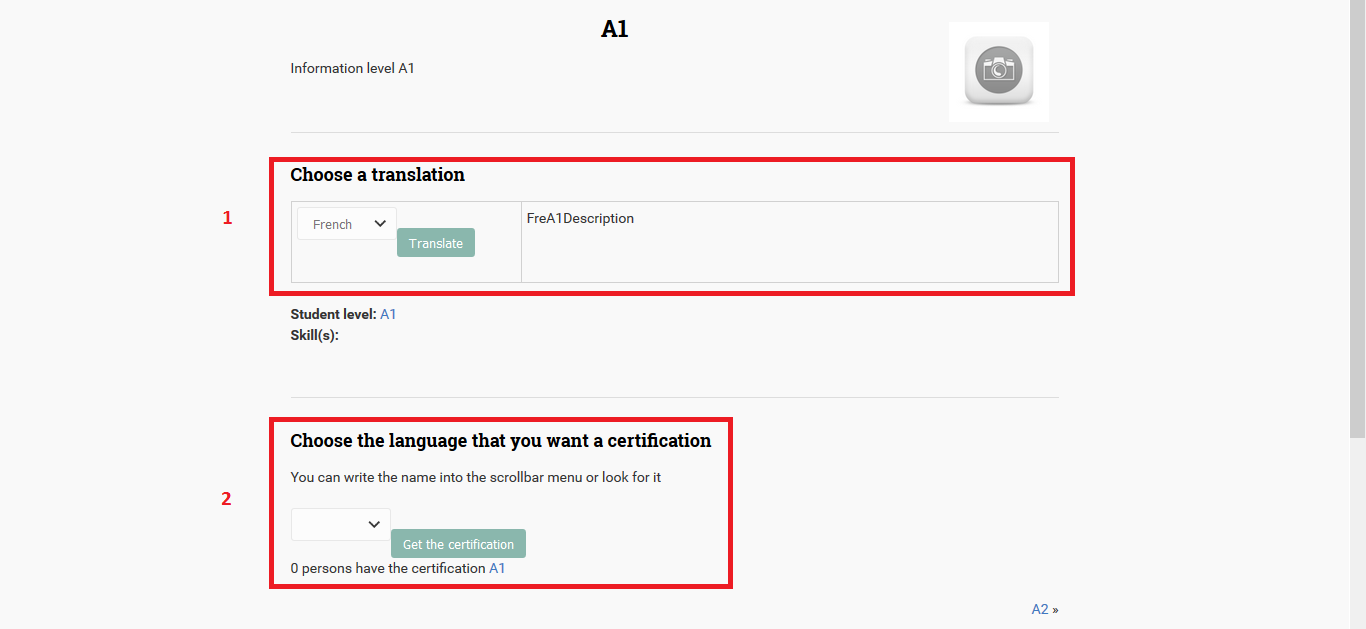 A1
Information level A1
Choose a translation
1
French
FreA1Description
Translate
Student level: A1
Skill(s):
Choose the language that you want a certification
You can write the name into the scrollbar menu or look for it
2
Get the certification
0 persons have the certification A1
A2 »